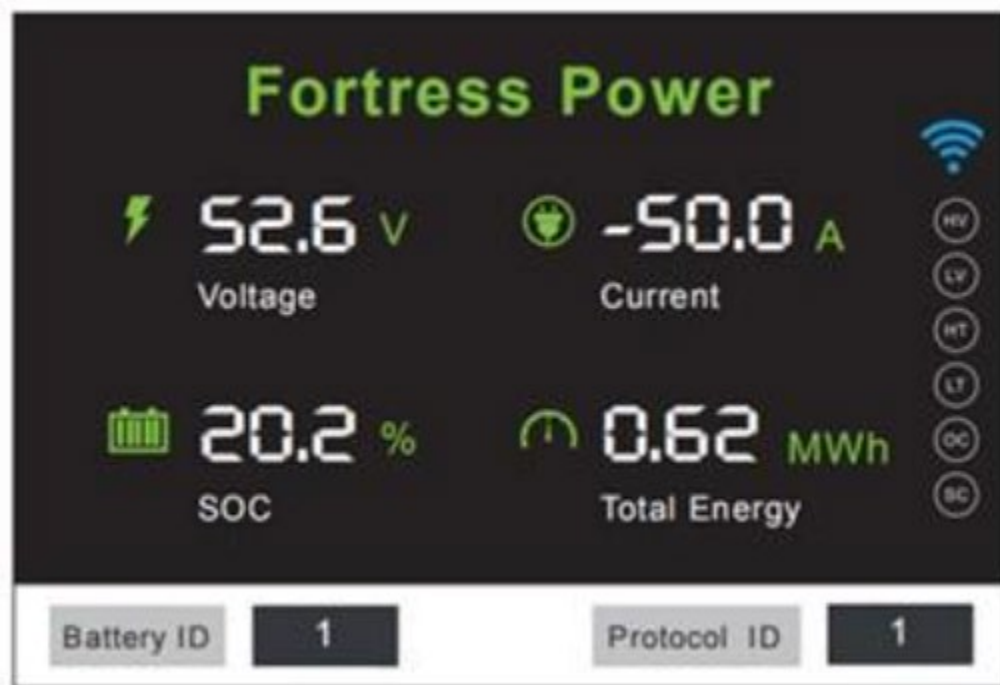 Fortress Power
52.6 V
-50.0 A
Voltage
Current
20.2 %
0.62 MWh
SOC
Total Energy
HV
LV
HT
LT
OC
SC
Battery ID 1
Protocol ID 1